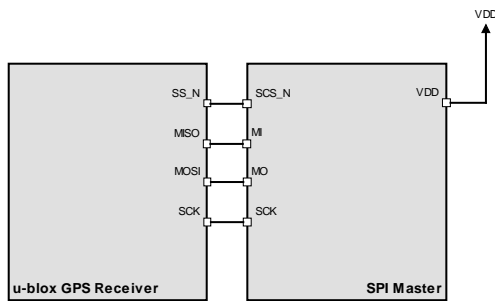 VDD
SS_N
SCS_N
VDD
MISO
MI
MOSI
MO
SCK
SCK
u-blox GPS Receiver
SPI Master